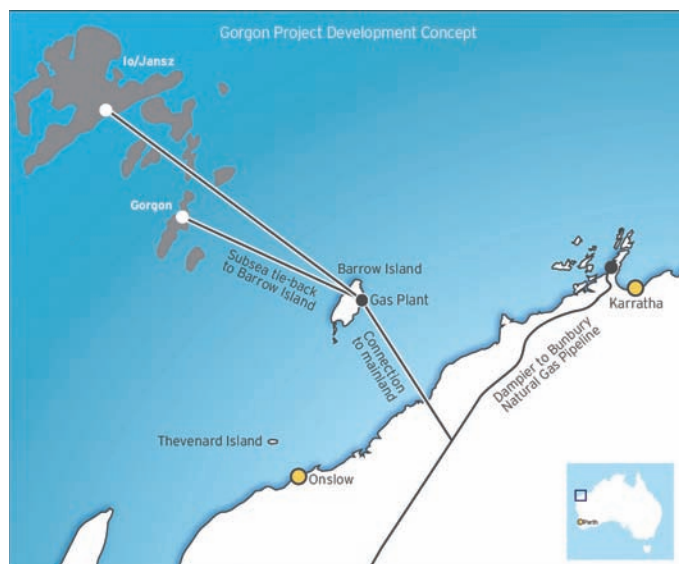 Gorgon Project Development Concept
Io/Jansz
Gorgon
Subsea tie-back
to Barrow Island
Barrow Island
Gas Plant
Connection
to mainland
Karratha
Dampier to Bunbury
Natural Gas Pipeline
Thevenard Island
Onslow
Perth